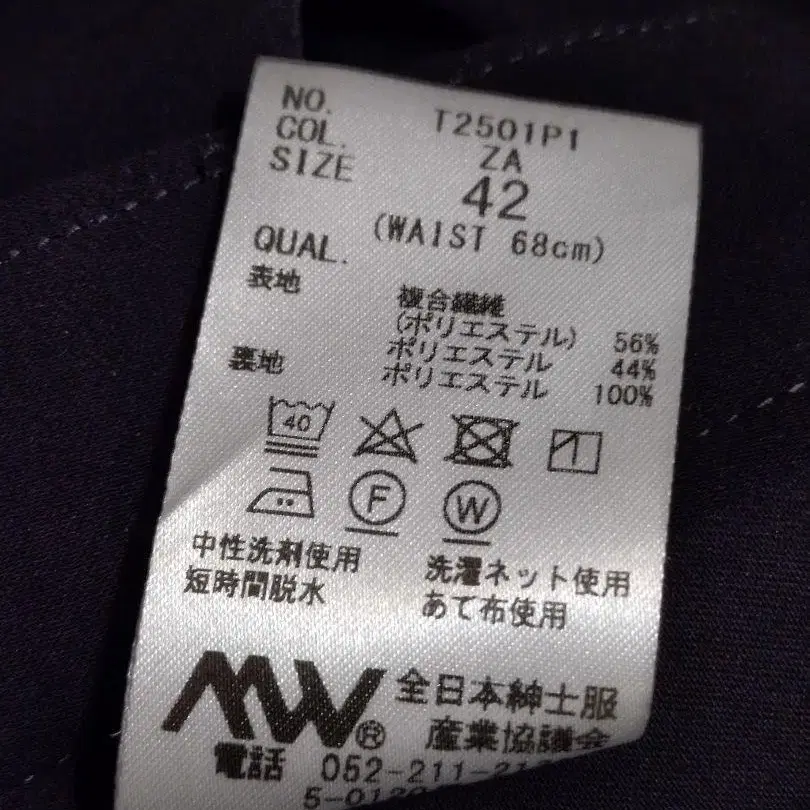 NO. T2501P1
COL. ZA
SIZE 42
(WAIST 68cm)
QUAL.
表地 複合繊維
(ポリエステル) 56%
ポリエステル 44%
裏地 ポリエステル 100%
40
F W
中性洗剤使用 洗濯ネット使用
短時間脱水 あて布使用
MW® 全日本紳士服
産業協議会
電話 052-211-21
5-0120